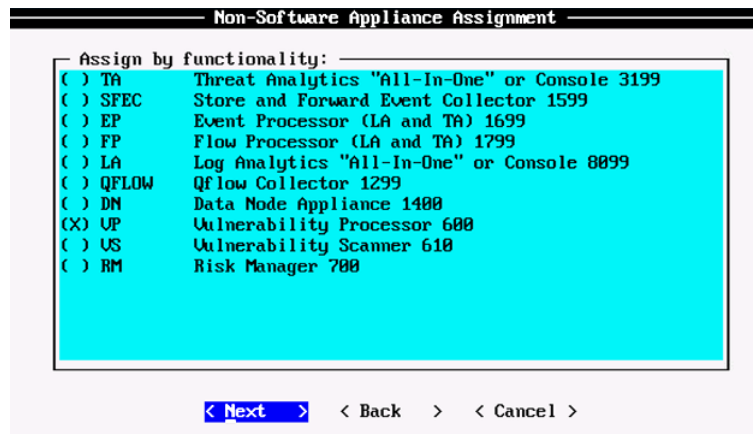 Non-Software Appliance Assignment
Assign by functionality:
( ) TA Threat Analytics "All-In-One" or Console 3199
( ) SFEC Store and Forward Event Collector 1599
( ) EP Event Processor (LA and TA) 1699
( ) FP Flow Processor (LA and TA) 1799
( ) LA Log Analytics "All-In-One" or Console 8099
( ) QFLOW Qflow Collector 1299
( ) DN Data Node Appliance 1400
(X) VP Vulnerability Processor 600
( ) VS Vulnerability Scanner 610
( ) RM Risk Manager 700
< Next > < Back > < Cancel >